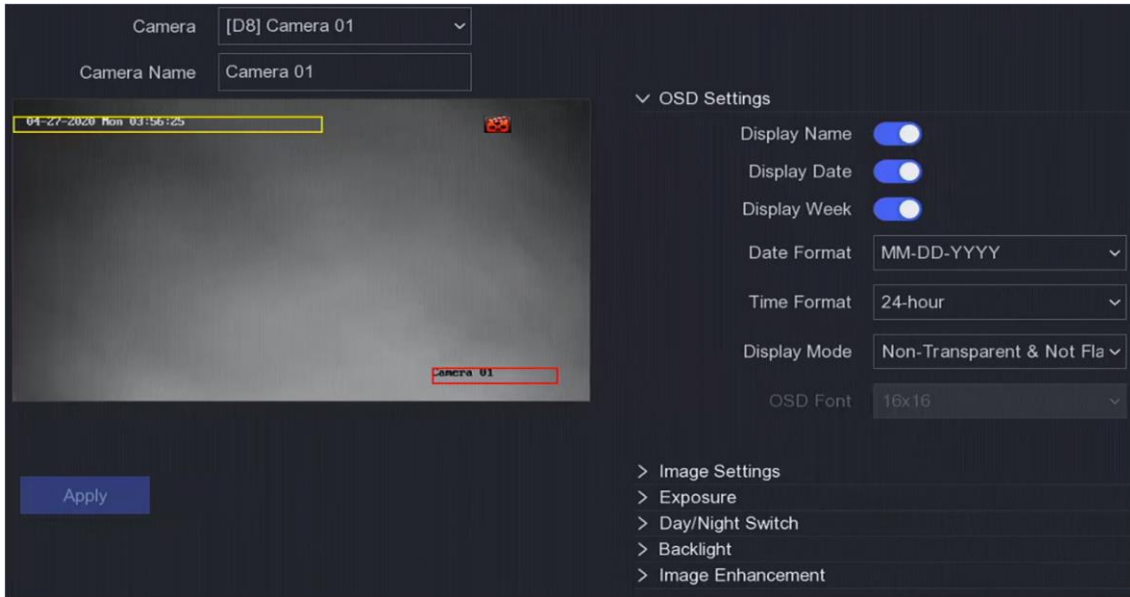 Camera [D8] Camera 01
Camera Name Camera 01
04-27-2020 Mon 03:56:25
Camera 01
OSD Settings
Display Name
Display Date
Display Week
Date Format MM-DD-YYYY
Time Format 24-hour
Display Mode Non-Transparent & Not Fla
OSD Font 16x16
Image Settings
Exposure
Day/Night Switch
Backlight
Image Enhancement
Apply